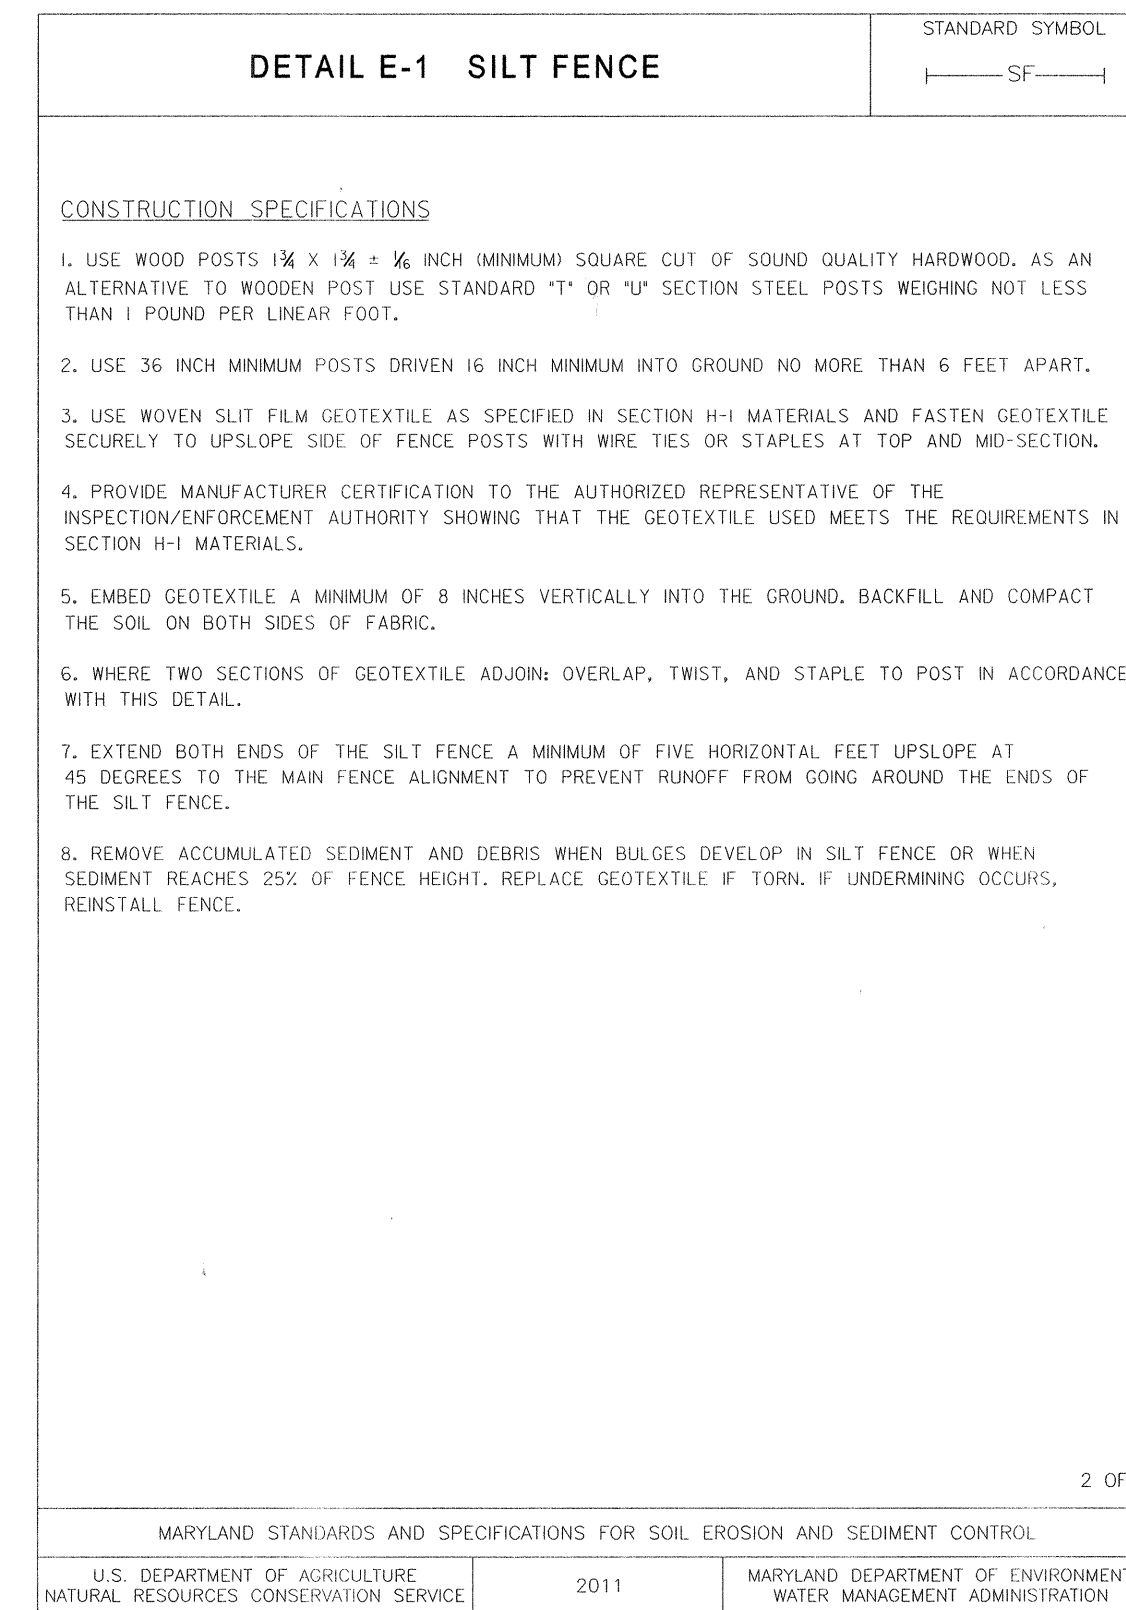 DETAIL E-1 SILT FENCE
STANDARD SYMBOL
SF
CONSTRUCTION SPECIFICATIONS
1. USE WOOD POSTS 1¾ X 1¾ ± 1/16 INCH (MINIMUM) SQUARE CUT OF SOUND QUALITY HARDWOOD. AS AN
ALTERNATIVE TO WOODEN POST USE STANDARD "T" OR "U" SECTION STEEL POSTS WEIGHING NOT LESS
THAN 1 POUND PER LINEAR FOOT.
2. USE 36 INCH MINIMUM POSTS DRIVEN 16 INCH MINIMUM INTO GROUND NO MORE THAN 6 FEET APART.
3. USE WOVEN SLIT FILM GEOTEXTILE AS SPECIFIED IN SECTION H-1 MATERIALS AND FASTEN GEOTEXTILE
SECURELY TO UPSLOPE SIDE OF FENCE POSTS WITH WIRE TIES OR STAPLES AT TOP AND MID-SECTION.
4. PROVIDE MANUFACTURER CERTIFICATION TO THE AUTHORIZED REPRESENTATIVE OF THE
INSPECTION/ENFORCEMENT AUTHORITY SHOWING THAT THE GEOTEXTILE USED MEETS THE REQUIREMENTS IN
SECTION H-1 MATERIALS.
5. EMBED GEOTEXTILE A MINIMUM OF 8 INCHES VERTICALLY INTO THE GROUND. BACKFILL AND COMPACT
THE SOIL ON BOTH SIDES OF FABRIC.
6. WHERE TWO SECTIONS OF GEOTEXTILE ADJOIN: OVERLAP, TWIST, AND STAPLE TO POST IN ACCORDANCE
WITH THIS DETAIL.
7. EXTEND BOTH ENDS OF THE SILT FENCE A MINIMUM OF FIVE HORIZONTAL FEET UPSLOPE AT
45 DEGREES TO THE MAIN FENCE ALIGNMENT TO PREVENT RUNOFF FROM GOING AROUND THE ENDS OF
THE SILT FENCE.
8. REMOVE ACCUMULATED SEDIMENT AND DEBRIS WHEN BULGES DEVELOP IN SILT FENCE OR WHEN
SEDIMENT REACHES 25% OF FENCE HEIGHT. REPLACE GEOTEXTILE IF TORN. IF UNDERMINING OCCURS,
REINSTALL FENCE.
2 OF
MARYLAND STANDARDS AND SPECIFICATIONS FOR SOIL EROSION AND SEDIMENT CONTROL
U.S. DEPARTMENT OF AGRICULTURE
NATURAL RESOURCES CONSERVATION SERVICE
2011
MARYLAND DEPARTMENT OF ENVIRONMENT
WATER MANAGEMENT ADMINISTRATION